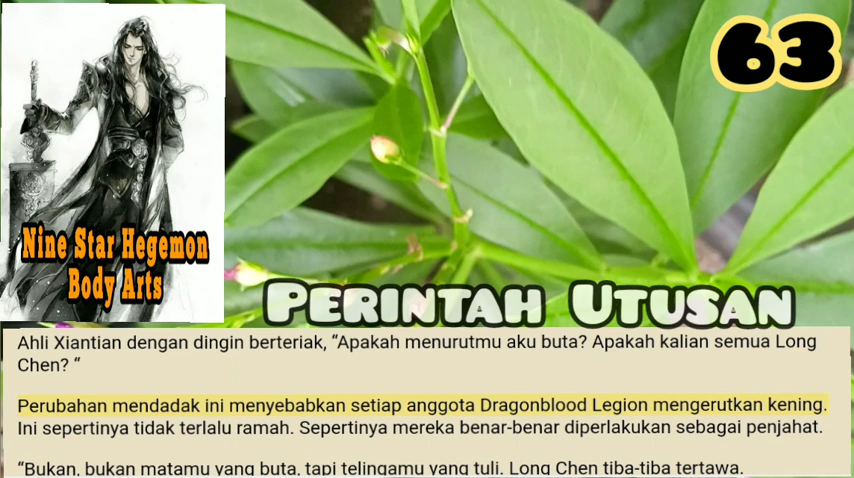 63
Nine Star Hegemon
Body Arts
PERINTAH UTUSAN
Ahli Xiantian dengan dingin berteriak, “Apakah menurutmu aku buta? Apakah kalian semua Long
Chen? “
Perubahan mendadak ini menyebabkan setiap anggota Dragonblood Legion mengerutkan kening.
Ini sepertinya tidak terlalu ramah. Sepertinya mereka benar-benar diperlakukan sebagai penjahat.
“Bukan, bukan matamu yang buta, tapi telingamu yang tuli. Long Chen tiba-tiba tertawa.